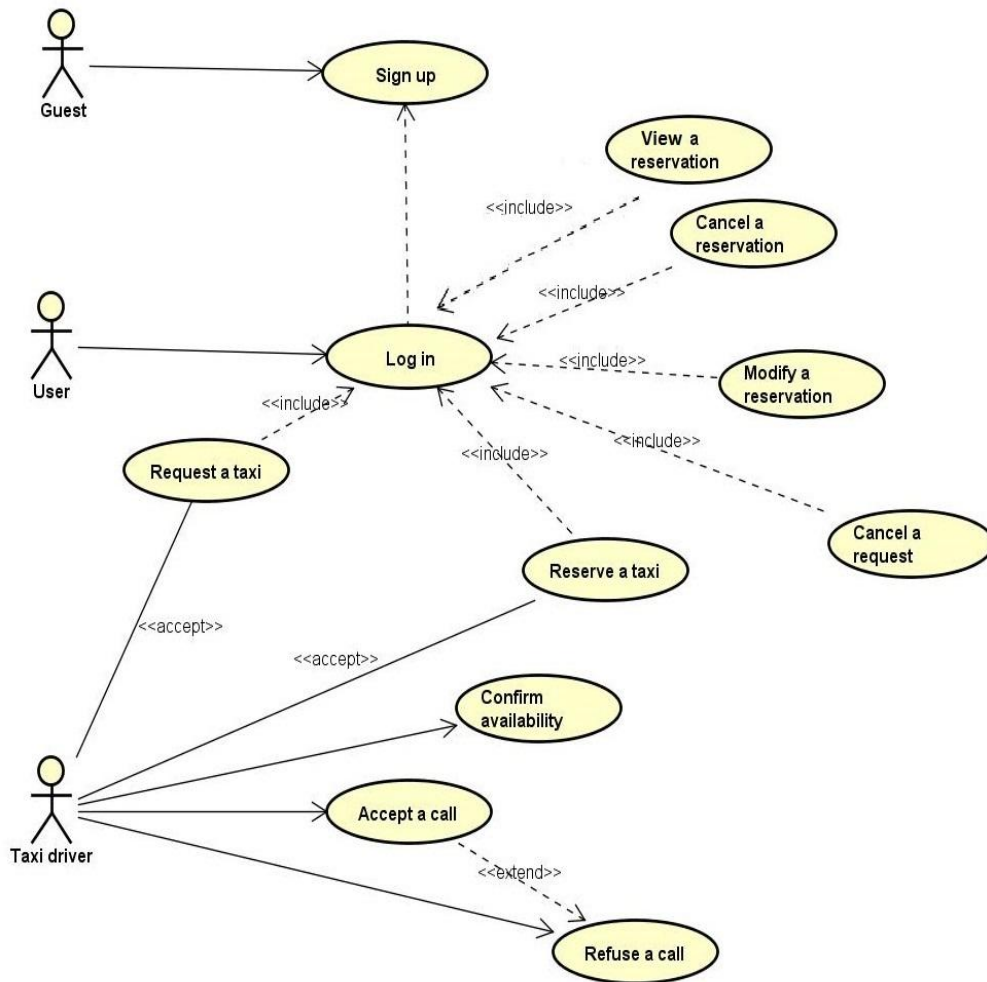 Sign up
Guest
View a
reservation
<<include>>
Cancel a
reservation
<<include>>
User
Log in
<<include>>
Modify a
reservation
<<include>>
<<include>>
<<include>>
Request a taxi
Cancel a
request
Reserve a taxi
<<accept>>
<<accept>>
Confirm
availability
Taxi driver
Accept a call
<<extend>>
Refuse a call